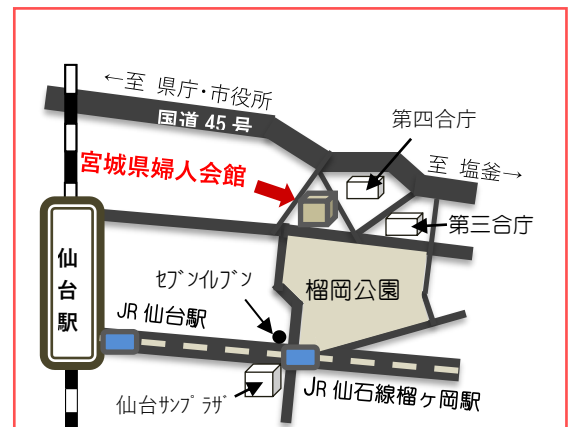 ←至 県庁・市役所
国道 45 号
第四合庁
宮城県婦人会館
至 塩釜→
第三合庁
仙台駅
ｾﾌﾞﾝｲﾚﾌﾞﾝ
榴岡公園
JR 仙台駅
仙台ｻﾝﾌﾟﾗｻﾞ
JR 仙石線榴ヶ岡駅